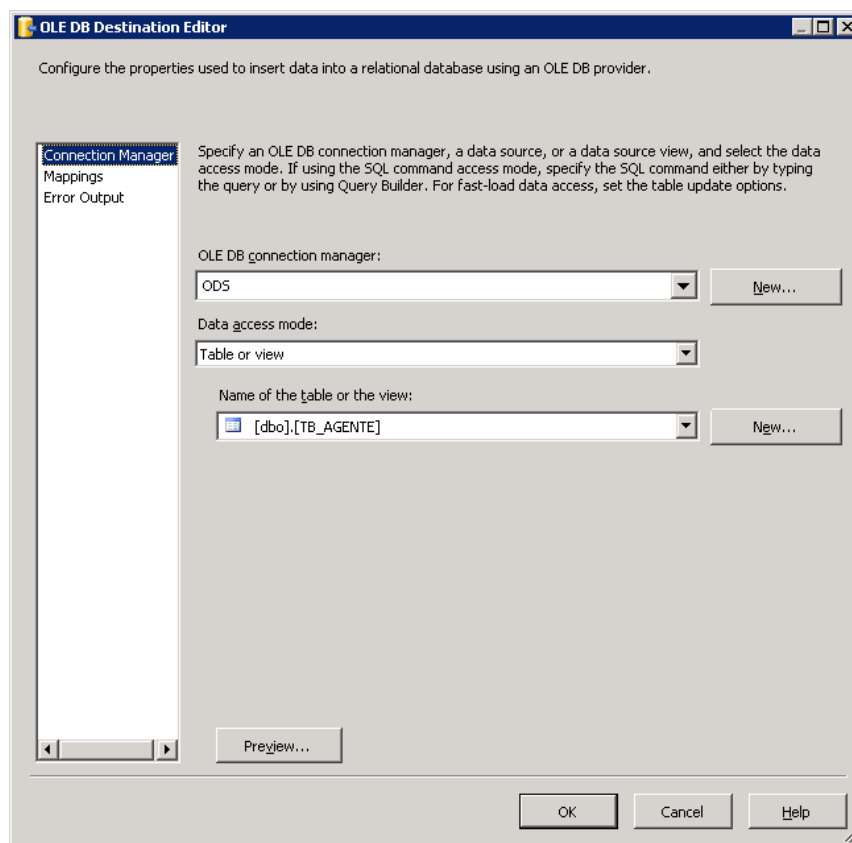 OLE DB Destination Editor
Configure the properties used to insert data into a relational database using an OLE DB provider.
Connection Manager
Mappings
Error Output
Specify an OLE DB connection manager, a data source, or a data source view, and select the data
access mode. If using the SQL command access mode, specify the SQL command either by typing
the query or by using Query Builder. For fast-load data access, set the table update options.
OLE DB connection manager:
ODS
New...
Data access mode:
Table or view
Name of the table or the view:
[dbo].[TB_AGENTE]
New...
Preview...
OK
Cancel
Help